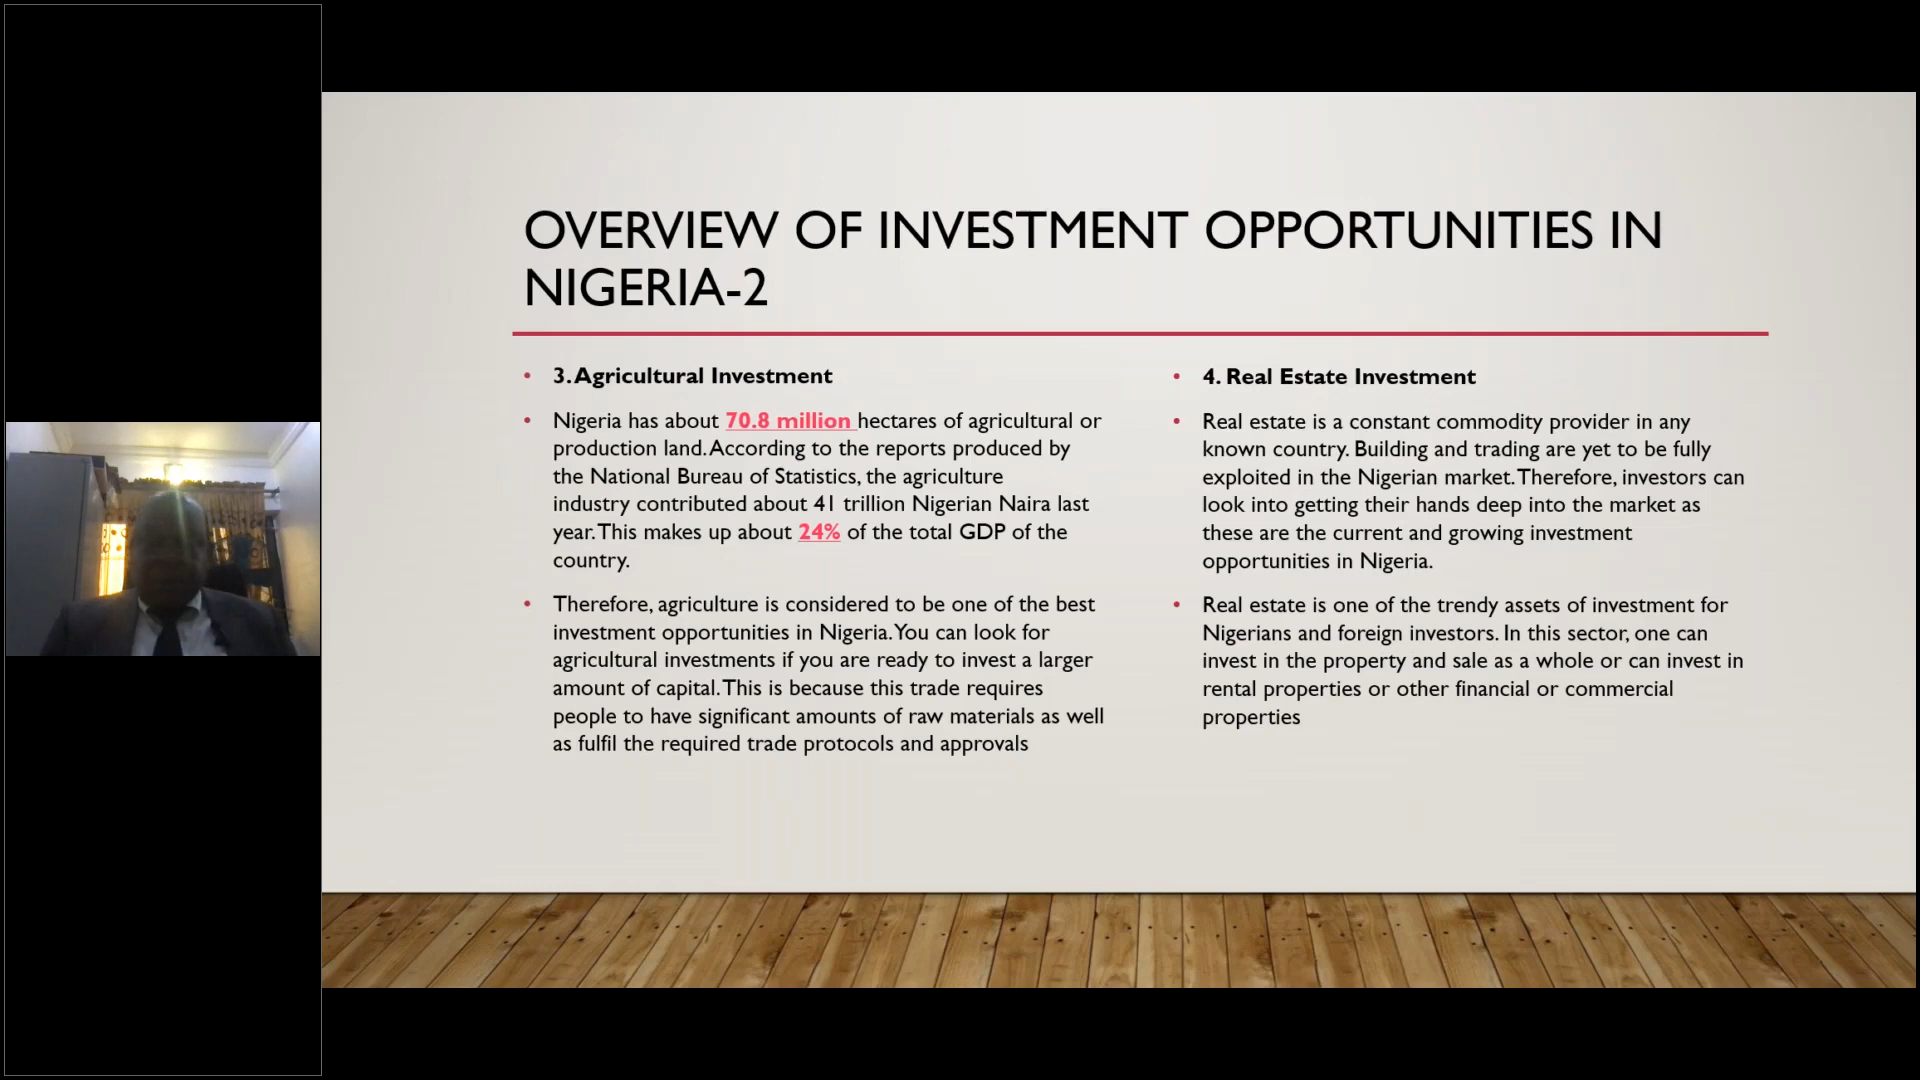 OVERVIEW OF INVESTMENT OPPORTUNITIES IN
NIGERIA-2
• 3. Agricultural Investment
• Nigeria has about 70.8 million hectares of agricultural or
production land. According to the reports produced by
the National Bureau of Statistics, the agriculture
industry contributed about 41 trillion Nigerian Naira last
year. This makes up about 24% of the total GDP of the
country.
• Therefore, agriculture is considered to be one of the best
investment opportunities in Nigeria. You can look for
agricultural investments if you are ready to invest a larger
amount of capital. This is because this trade requires
people to have significant amounts of raw materials as well
as fulfil the required trade protocols and approvals
• 4. Real Estate Investment
• Real estate is a constant commodity provider in any
known country. Building and trading are yet to be fully
exploited in the Nigerian market. Therefore, investors can
look into getting their hands deep into the market as
these are the current and growing investment
opportunities in Nigeria.
• Real estate is one of the trendy assets of investment for
Nigerians and foreign investors. In this sector, one can
invest in the property and sale as a whole or can invest in
rental properties or other financial or commercial
properties